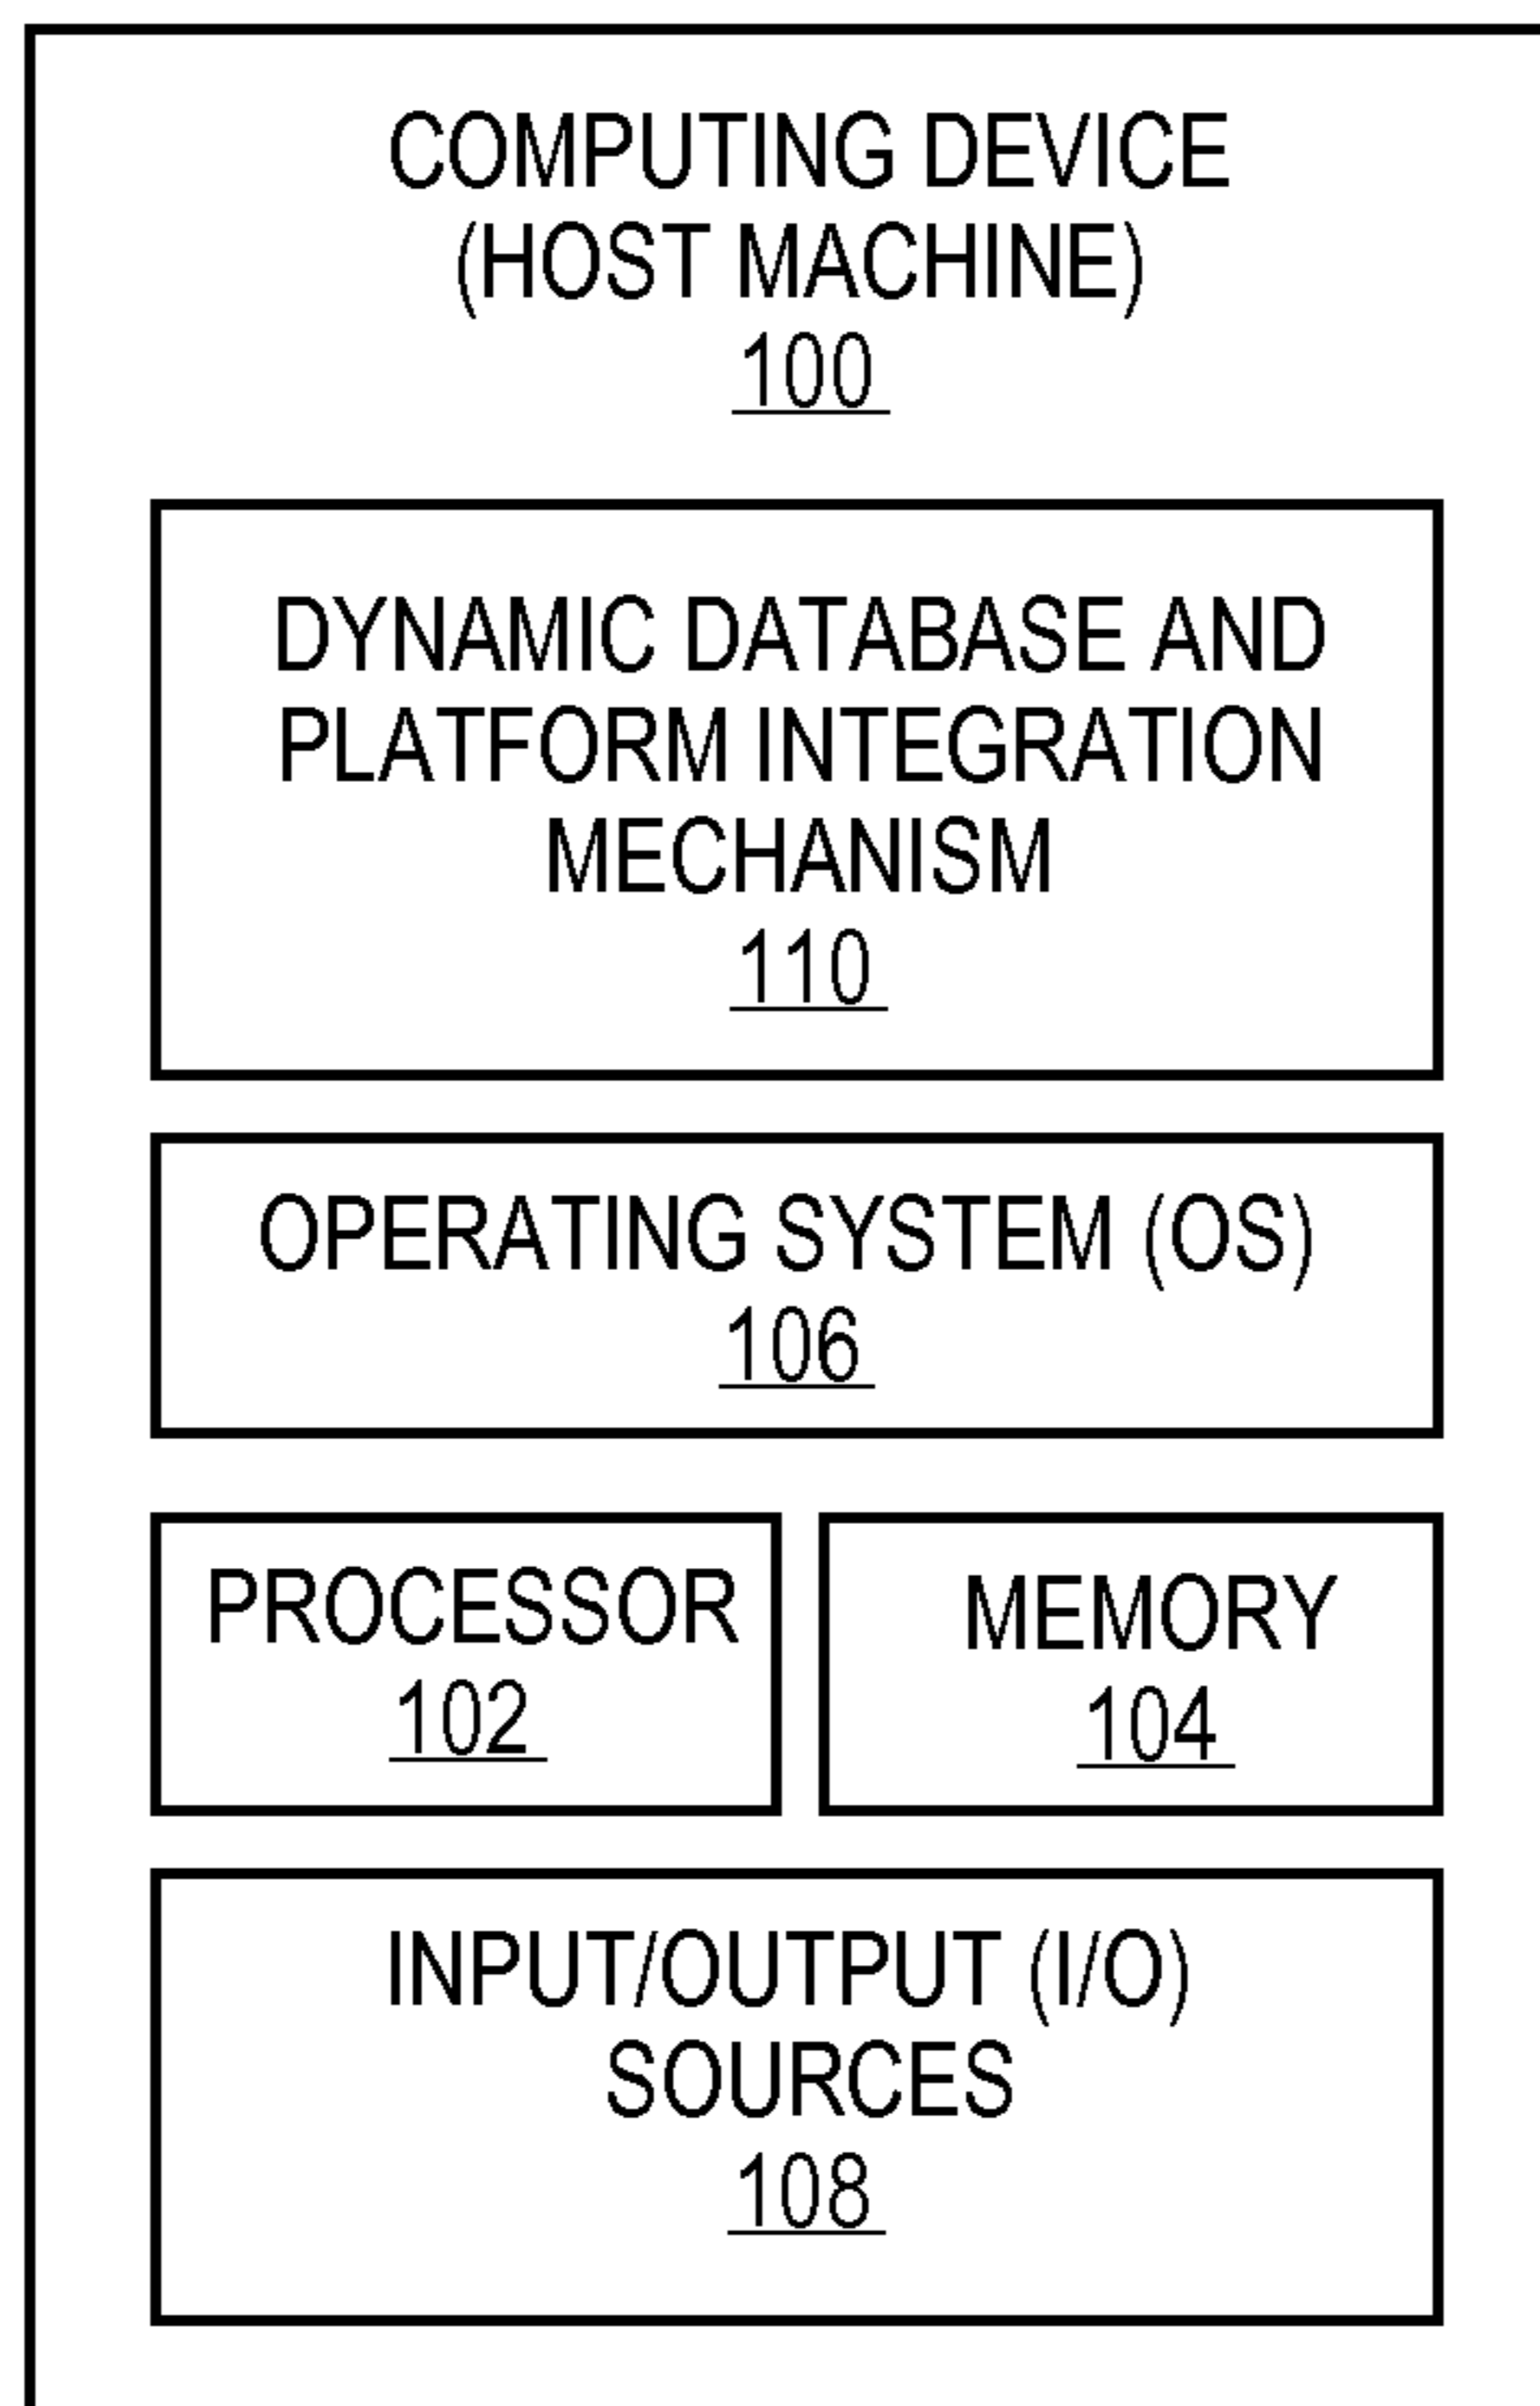 COMPUTING DEVICE
(HOST MACHINE)
100
DYNAMIC DATABASE AND
PLATFORM INTEGRATION
MECHANISM
110
OPERATING SYSTEM (OS)
106
PROCESSOR
102
MEMORY
104
INPUT/OUTPUT (I/O)
SOURCES
108